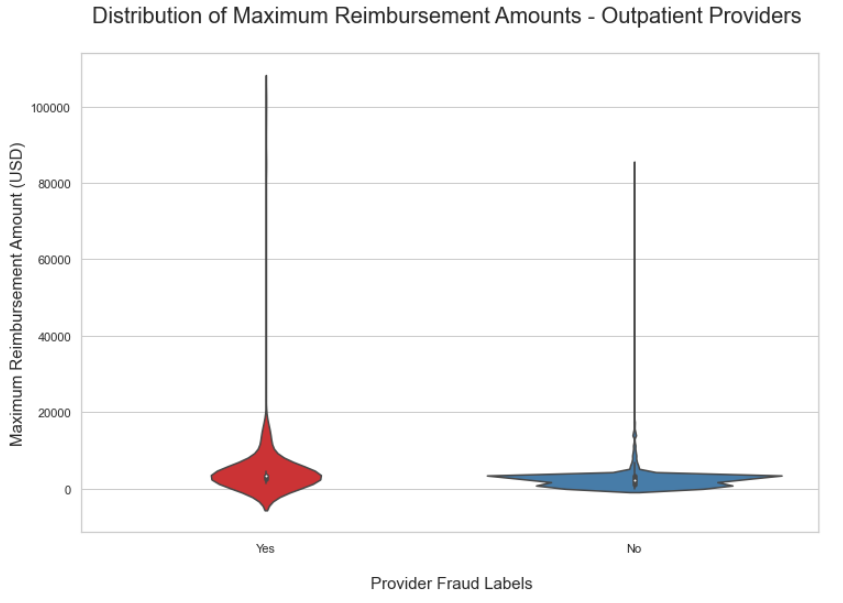 Distribution of Maximum Reimbursement Amounts - Outpatient Providers
Maximum Reimbursement Amount (USD)
100000
80000
60000
40000
20000
0
Yes
No
Provider Fraud Labels